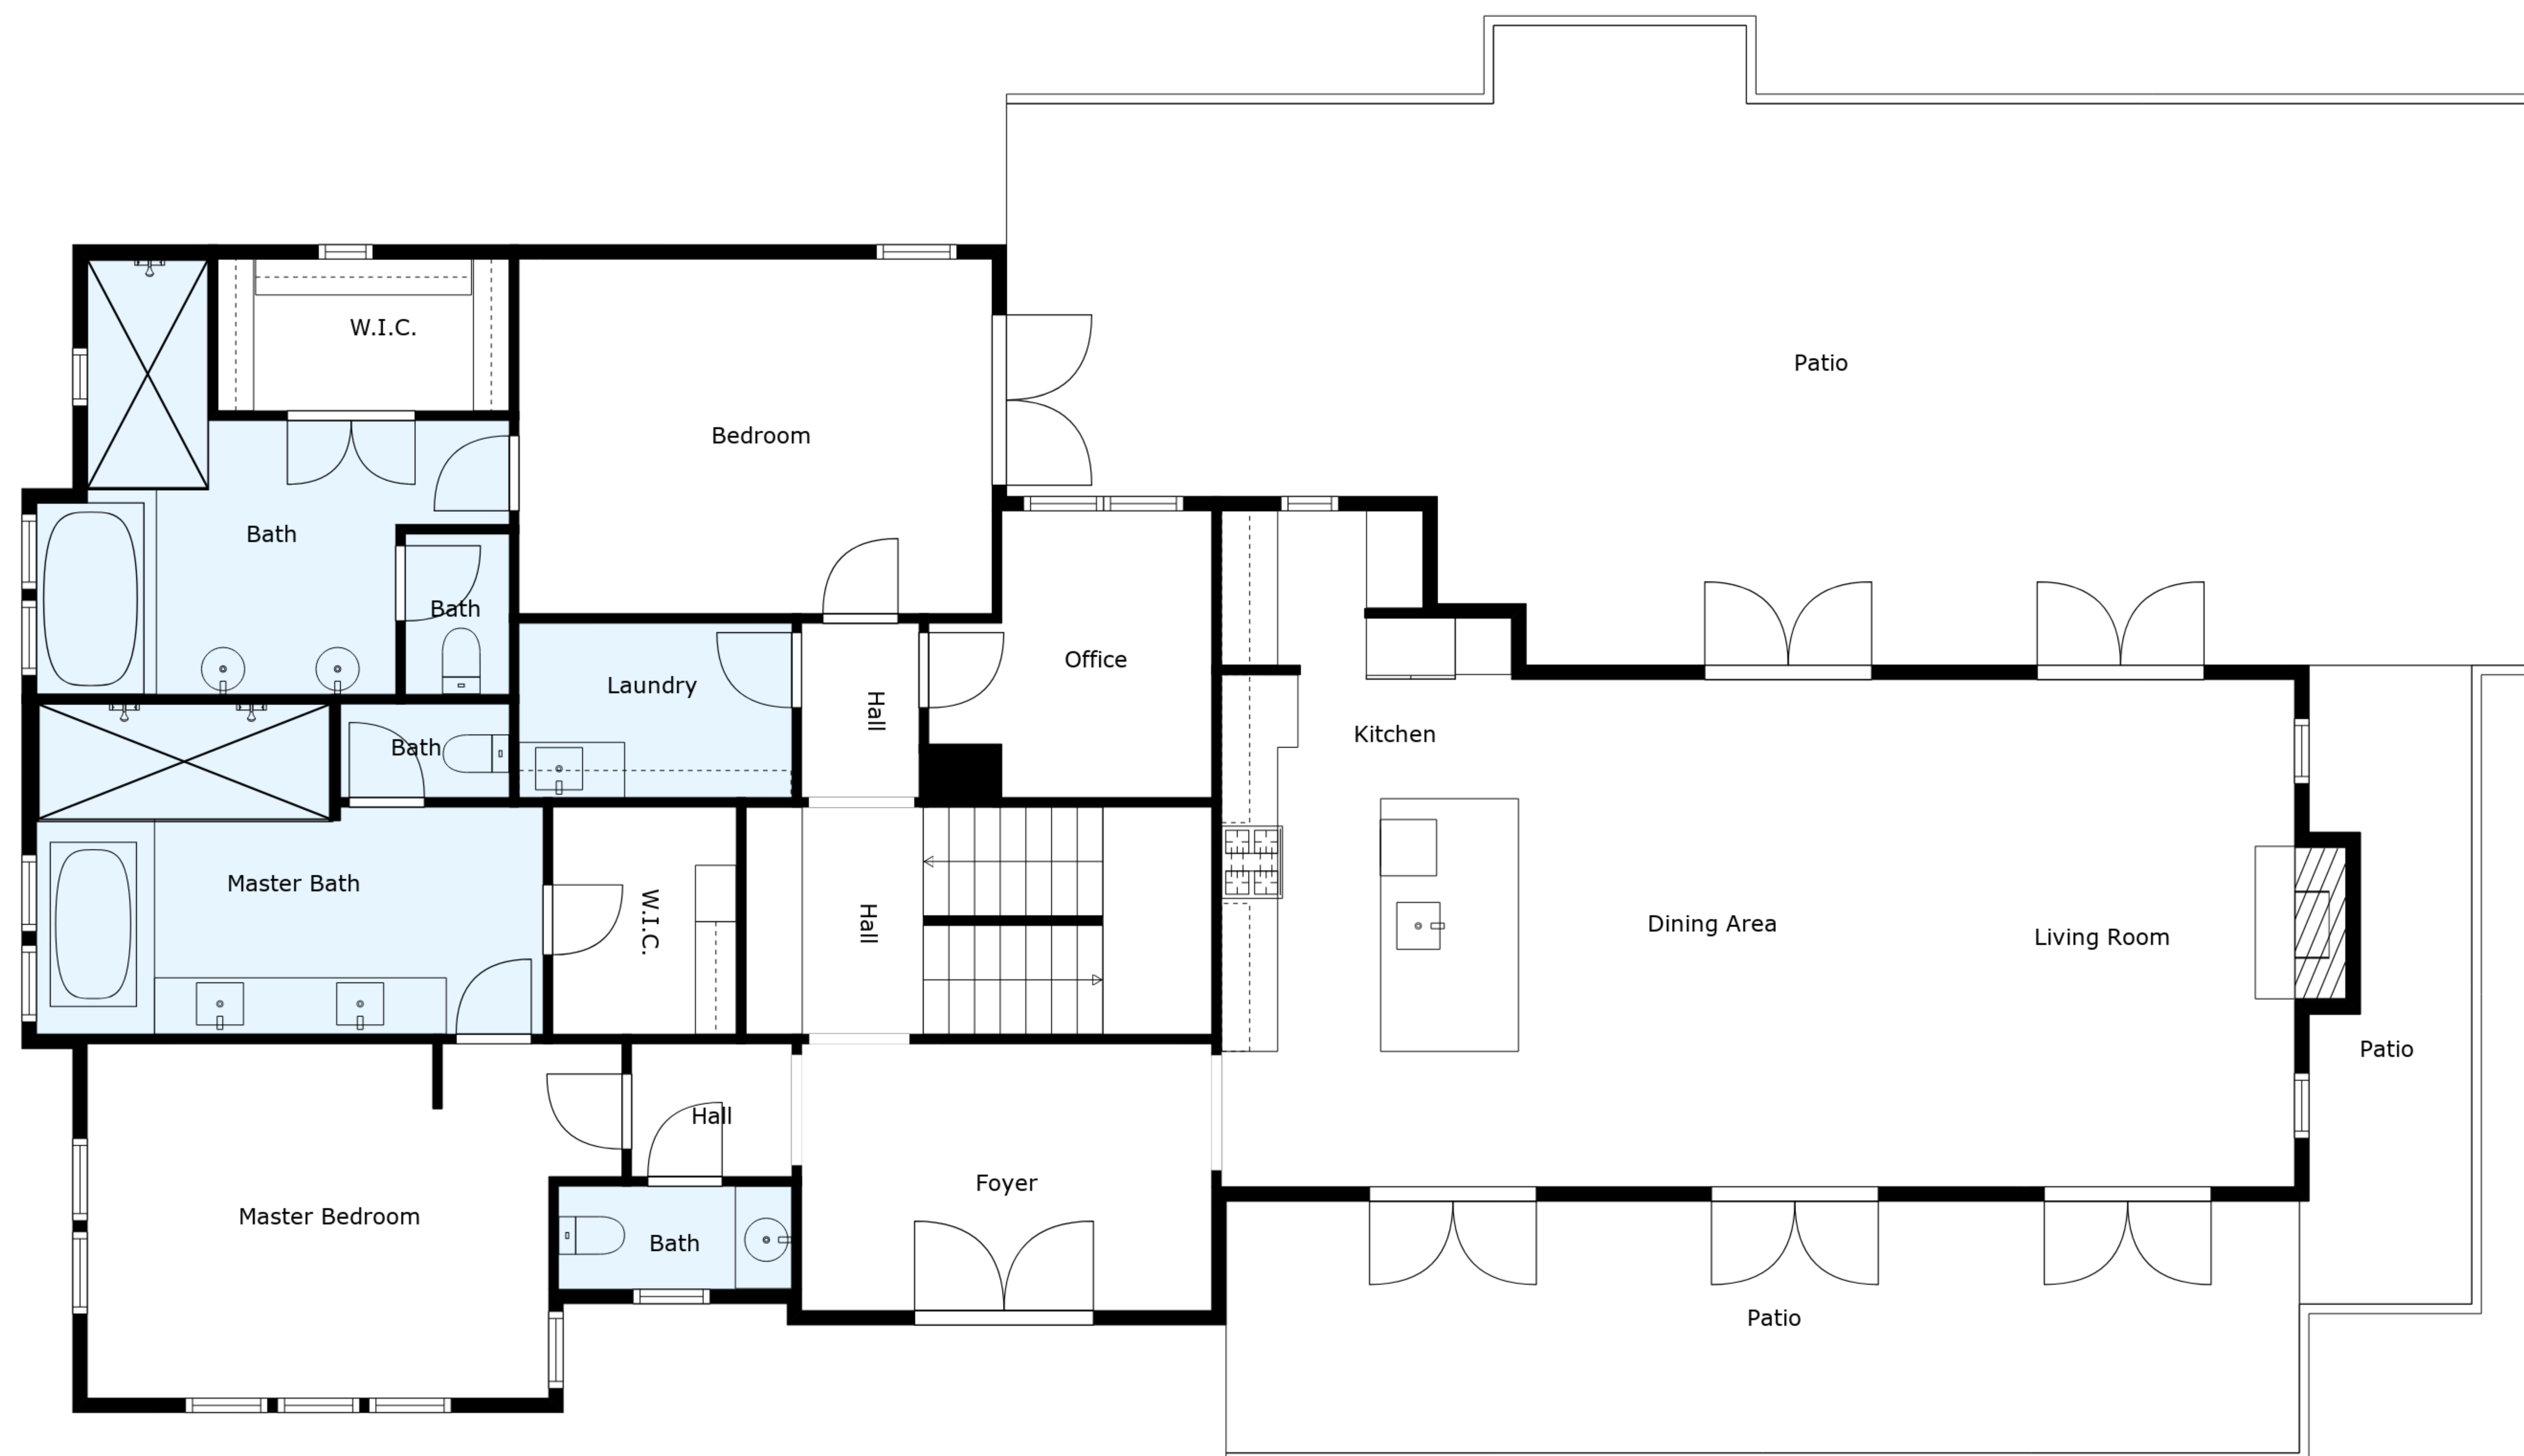 W.I.C.
Patio
Bedroom
Bath
Bath
Office
Laundry
Hall
Kitchen
Bath
Master Bath
W.I.C.
Hall
Dining Area
Living Room
Patio
Hall
Foyer
Master Bedroom
Bath
Patio